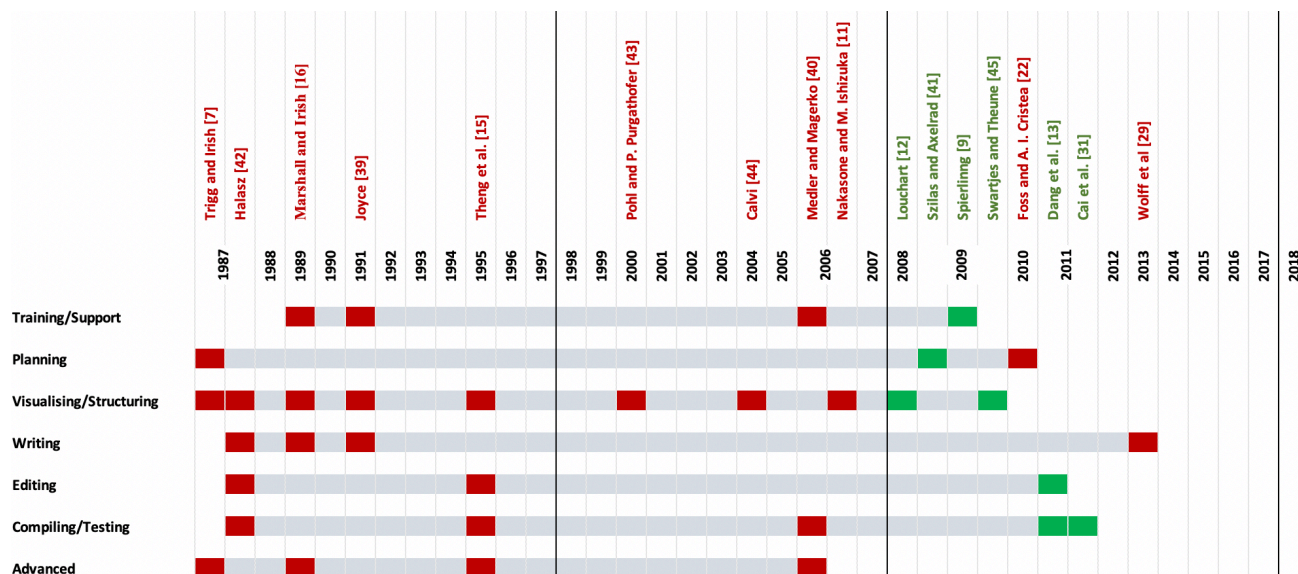 Trigg and Irish [7]
Halasz [42]
Marshall and Irish [16]
Joyce [39]
Theng et al. [15]
Pohl and P. Purgathofer [43]
Calvi [44]
Medler and Magerko [40]
Nakasone and M. Ishizuka [11]
Louchart [12]
Szilas and Axelrad [41]
Spierlinng [9]
Swartjes and Theune [45]
Foss and A. I. Cristea [22]
Dang et al. [13]
Cai et al. [31]
Wolff et al [29]
1987
1988
1989
1990
1991
1992
1993
1994
1995
1996
1997
1998
1999
2000
2001
2002
2003
2004
2005
2006
2007
2008
2009
2010
2011
2012
2013
2014
2015
2016
2017
2018
Training/Support
Planning
Visualising/Structuring
Writing
Editing
Compiling/Testing
Advanced